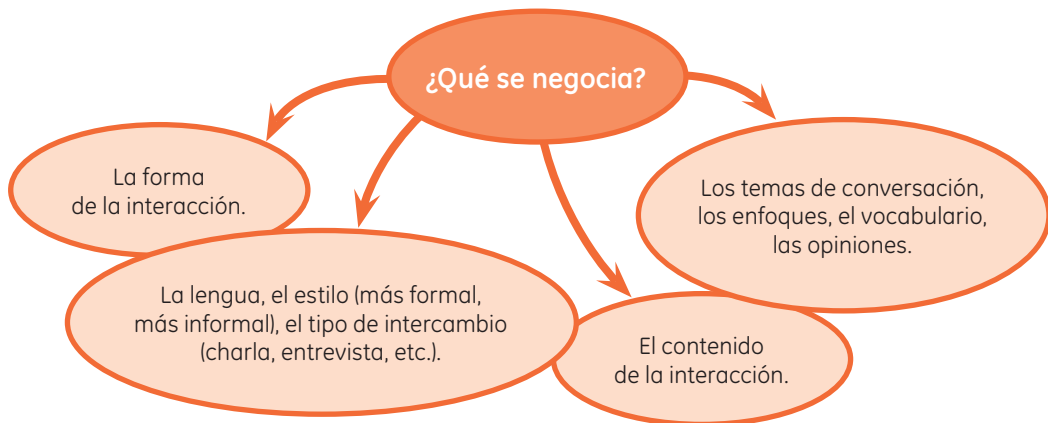 ¿Qué se negocia?
La forma
de la interacción.
La lengua, el estilo (más formal,
más informal), el tipo de intercambio
(charla, entrevista, etc.).
El contenido
de la interacción.
Los temas de conversación,
los enfoques, el vocabulario,
las opiniones.